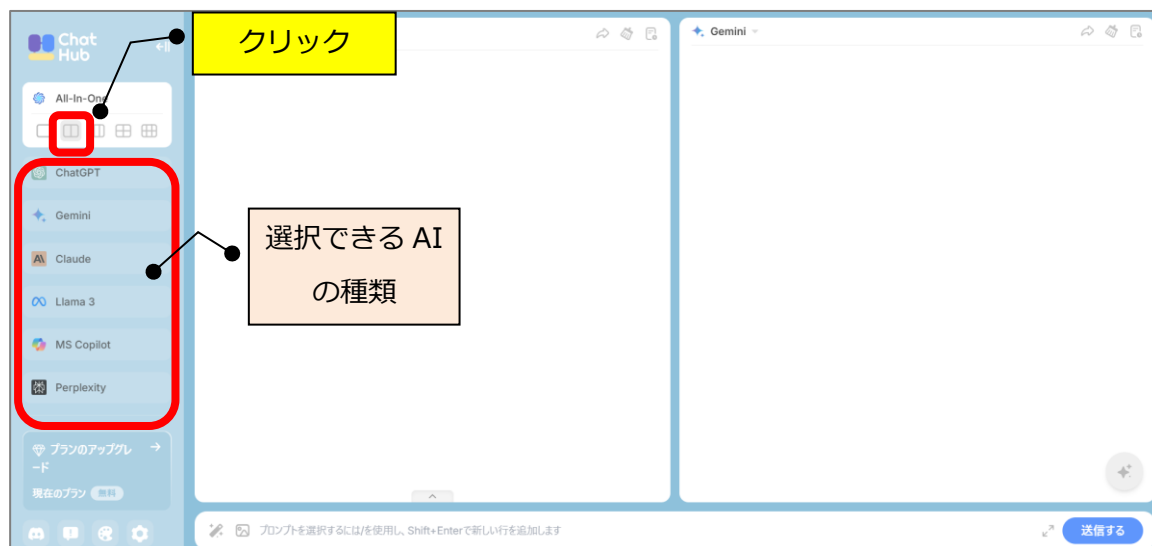 Chat
Hub
クリック
Gemini
All-In-One
ChatGPT
Gemini
Claude
Llama 3
MS Copilot
Perplexity
選択できる AI
の種類
プランのアップグレ
ード
現在のプラン 無料
プロンプトを選択するには/を使用し、Shift+Enterで新しい行を追加します
送信する